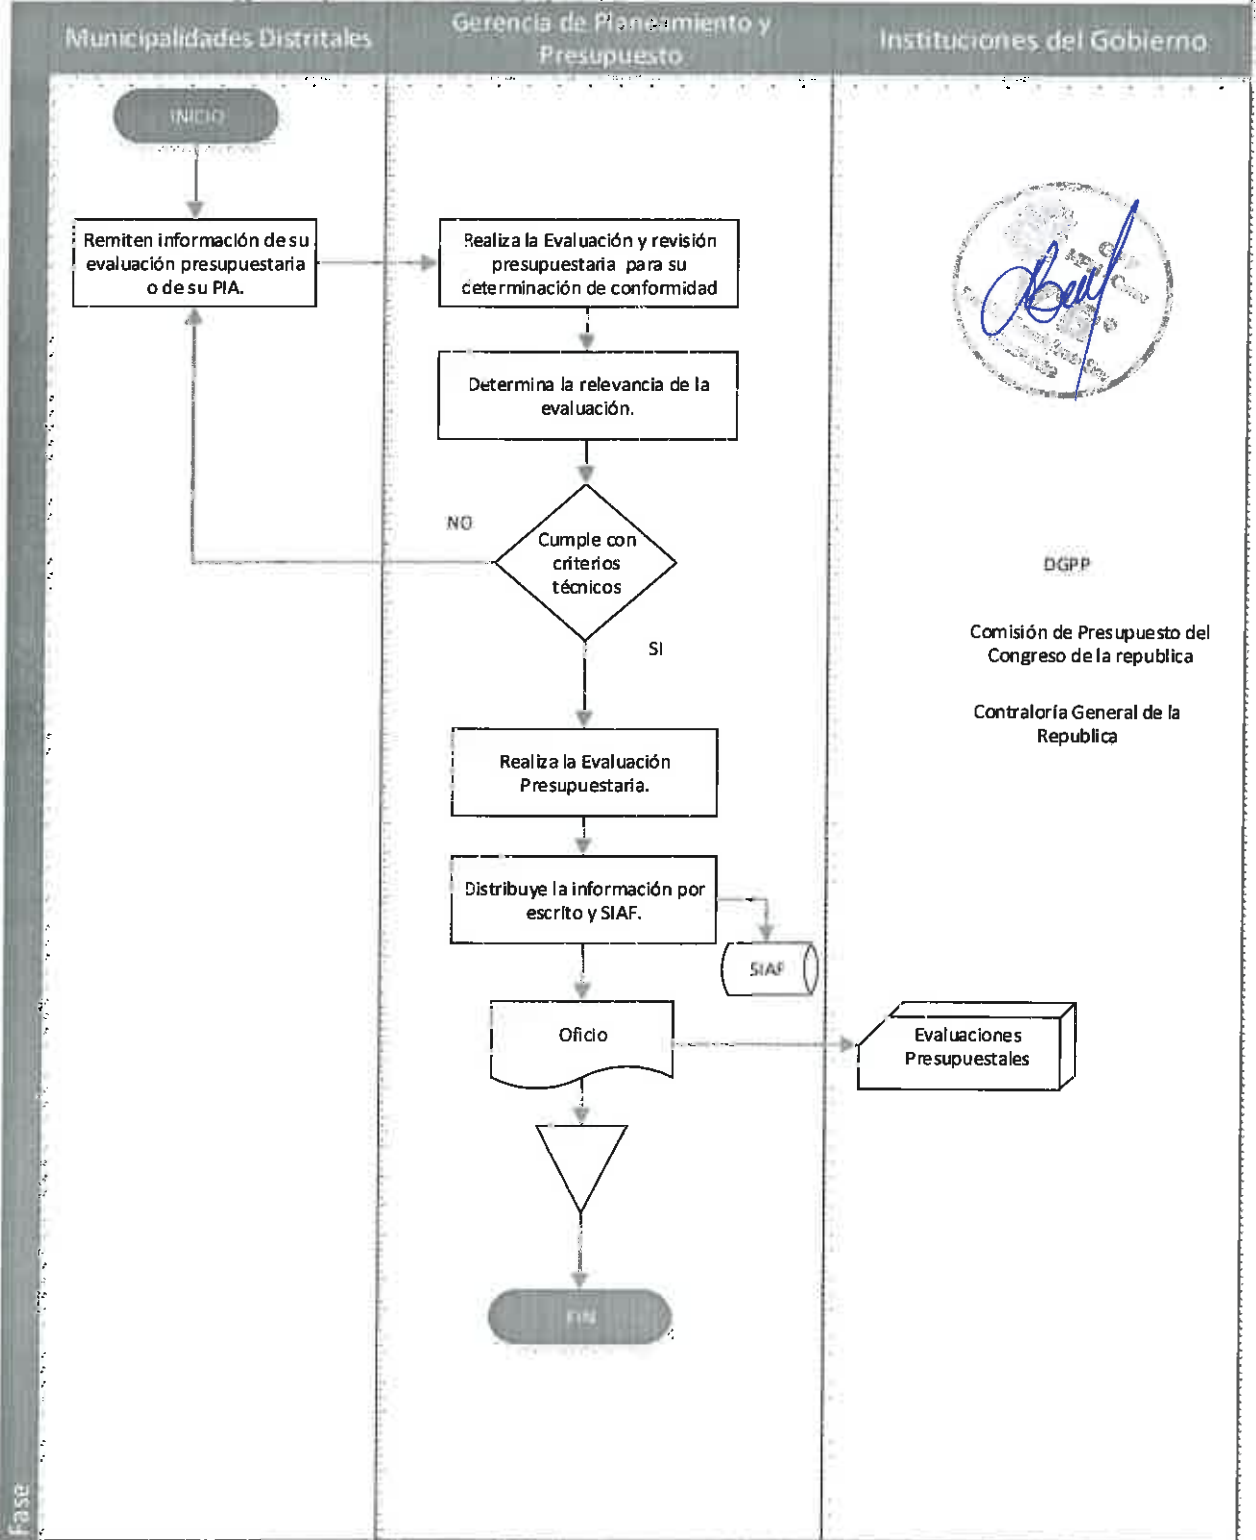 Municipalidades Distritales
Gerencia de Planeamiento y
Presupuesto
Instituciones del Gobierno
INICIO
Remiten información de su
evaluación presupuestaria
o de su PIA.
Realiza la Evaluación y revisión
presupuestaria para su
determinación de conformidad
Determina la relevancia de la
evaluación.
NO
Cumple con
criterios
técnicos
SI
DGPP
Comisión de Presupuesto del
Congreso de la republica
Contraloría General de la
Republica
Realiza la Evaluación
Presupuestaria.
Distribuye la información por
escrito y SIAF.
SIAF
Oficio
Evaluaciones
Presupuestales
FIN
Fase